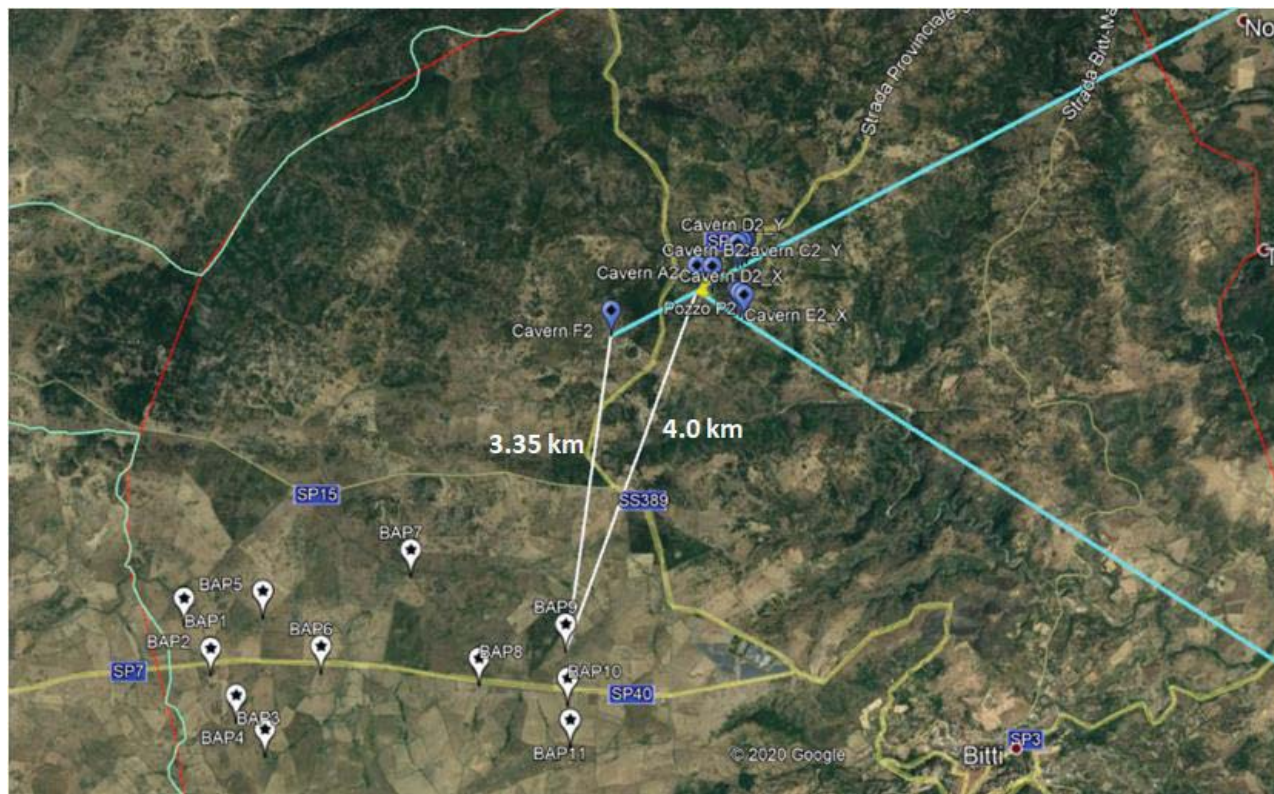 No
Strada Provinciale
Strada Bitti-Ma
Cavern D2_Y
SP
Cavern B2
Cavern C2_Y
Cavern A2
Cavern D2_X
T
Pozzo P2
Cavern E2_X
Cavern F2
4.0 km
3.35 km
SP15
SS389
BAP7
BAP5
BAP1
BAP9
BAP2
BAP6
BAP8
BAP10
SP7
SP40
BAP3
BAP4
BAP11
© 2020 Google
SP3
Bitti